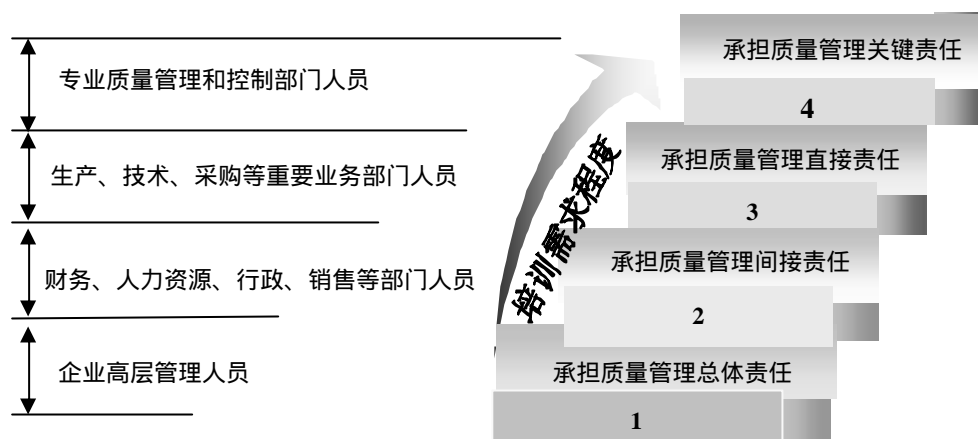 承担质量管理关键责任
专业质量管理和控制部门人员
4
承担质量管理直接责任
生产、技术、采购等重要业务部门人员
3
培训需求程度
承担质量管理间接责任
财务、人力资源、行政、销售等部门人员
2
承担质量管理总体责任
企业高层管理人员
1